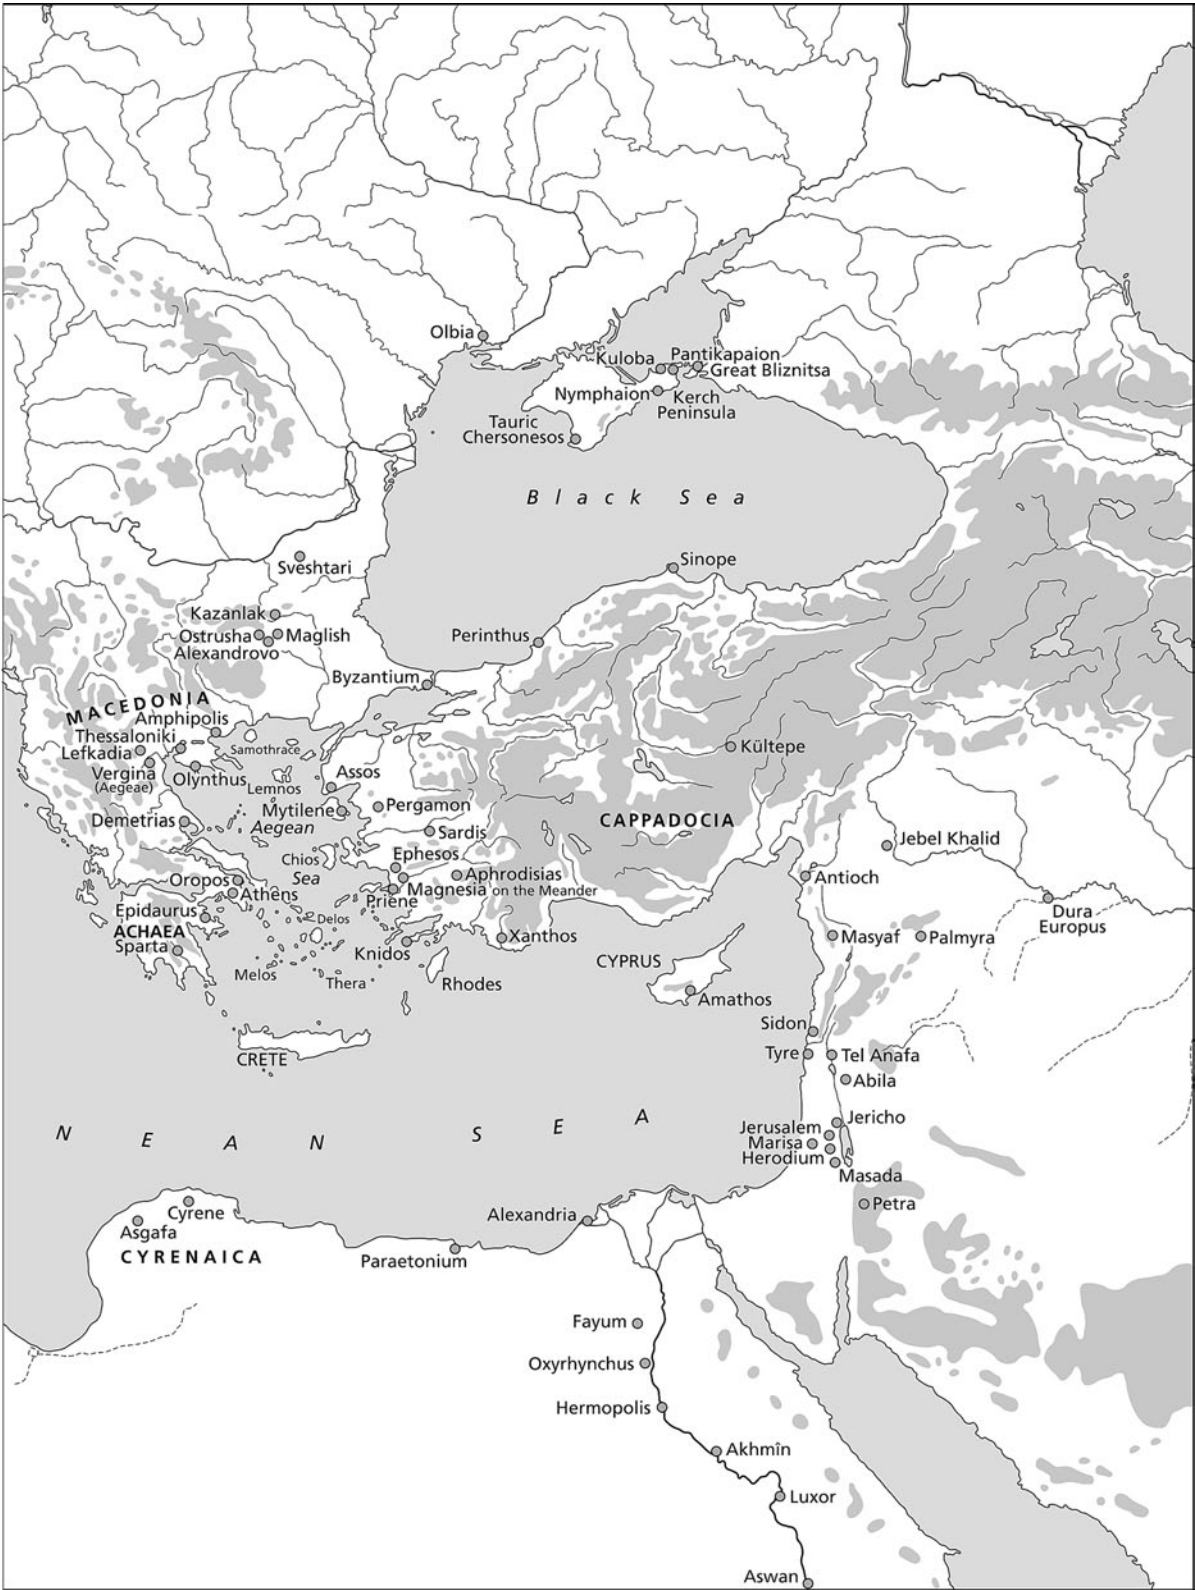 Olbia
Kuloba
Pantikapaion
Great Bliznitsa
Nymphaion
Kerch
Peninsula
Tauric
Chersonesos
Black Sea
Sveshtari
Sinope
Kazanlak
Ostrusha
Maglish
Alexandrovo
Perinthus
Byzantium
MACEDONIA
Amphipolis
Thessaloniki
Lefkadia
Samothrace
Kültepe
Vergina
(Aegeae)
Olynthus
Lemnos
Assos
Mytilene
Pergamon
Demetrias
Aegean
Sea
Sardis
CAPPADOCIA
Jebel Khalid
Chios
Ephesos
Oropos
Athens
Aphrodisias
Magnesia on the Meander
Priene
Antioch
Epidaurus
ACHAEA
Sparta
Delos
Dura
Europus
Knidos
Xanthos
Masyaf
Palmyra
Melos
Thera
Rhodes
CYPRUS
Amathos
Sidon
CRETE
Tyre
Tel Anafa
Abila
NEAN SEA
Jericho
Jerusalem
Marisa
Herodium
Masada
Petra
Cyrene
Asgafa
CYRENAICA
Alexandria
Paraetonium
Fayum
Oxyrhynchus
Hermopolis
Akhmîn
Luxor
Aswan